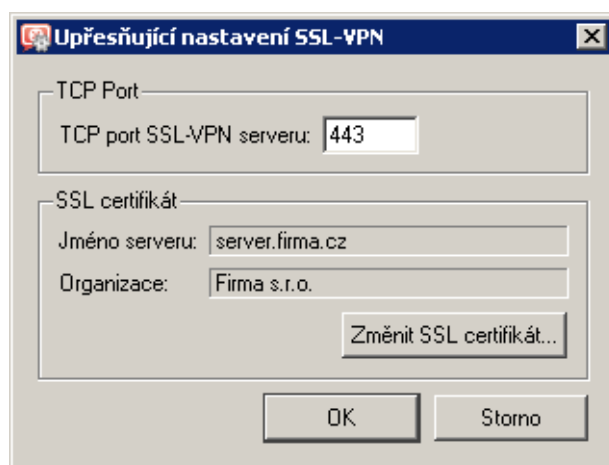 Upřesňující nastavení SSL-VPN
TCP Port
TCP port SSL-VPN serveru: 443
SSL certifikát
Jméno serveru: server.firma.cz
Organizace: Firma s.r.o.
Změnit SSL certifikát...
OK Storno